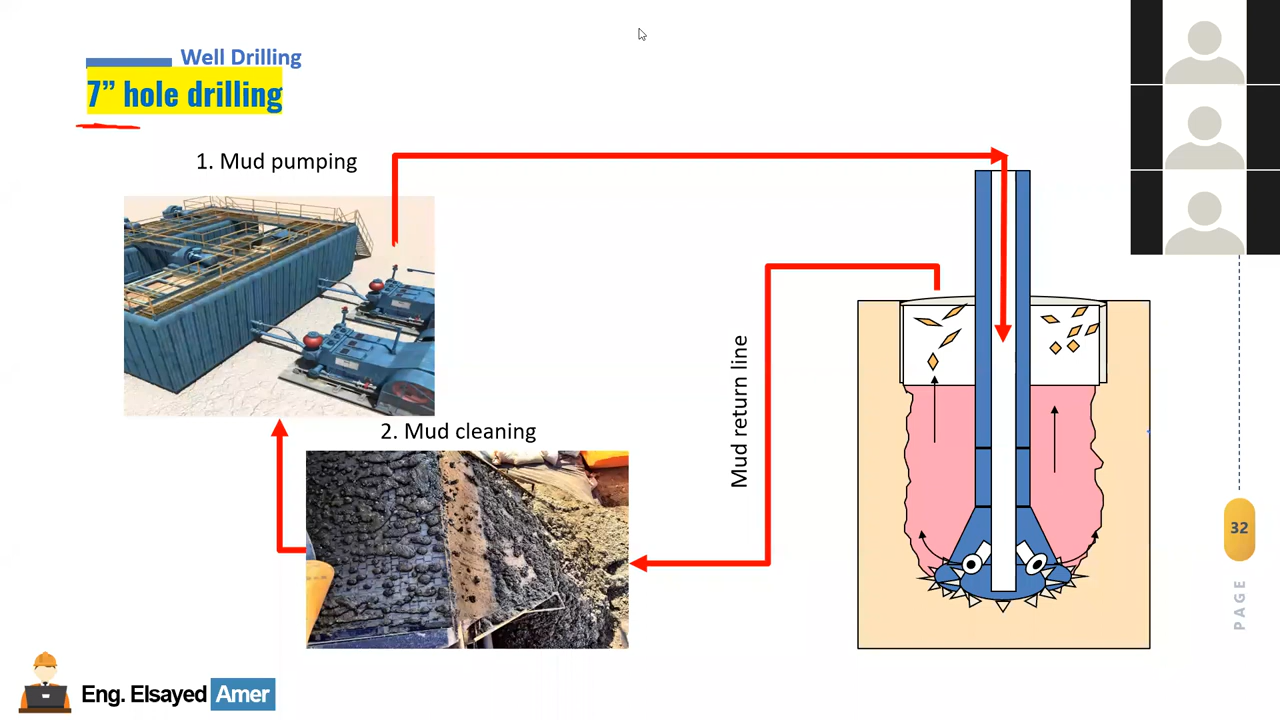 Well Drilling
7” hole drilling
1. Mud pumping
2. Mud cleaning
Mud return line
32
PAGE
Eng. Elsayed Amer